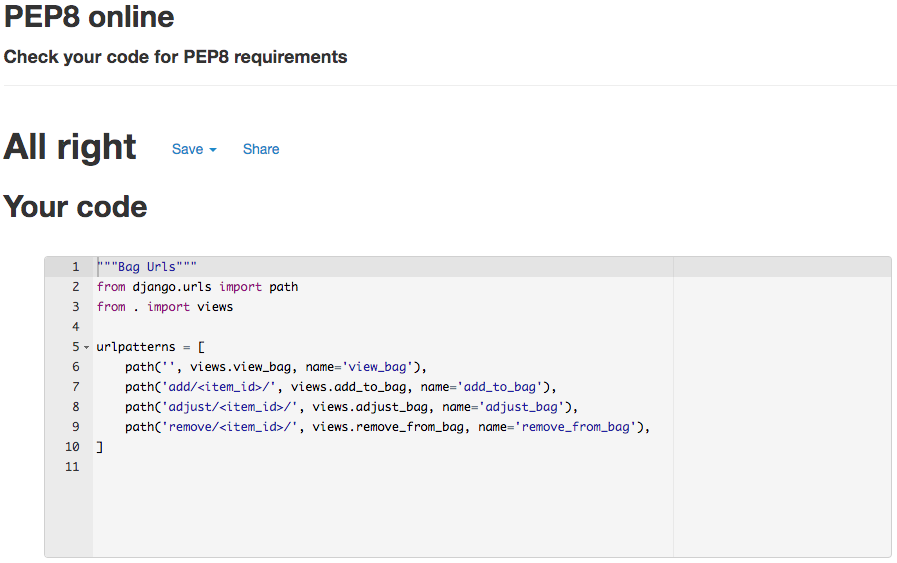 PEP8 online
Check your code for PEP8 requirements
All right Save Share
Your code
1 """Bag Urls"""
2 from django.urls import path
3 from . import views
4
5 urlpatterns = [
6     path('', views.view_bag, name='view_bag'),
7     path('add/<item_id>/', views.add_to_bag, name='add_to_bag'),
8     path('adjust/<item_id>/', views.adjust_bag, name='adjust_bag'),
9     path('remove/<item_id>/', views.remove_from_bag, name='remove_from_bag'),
10 ]
11